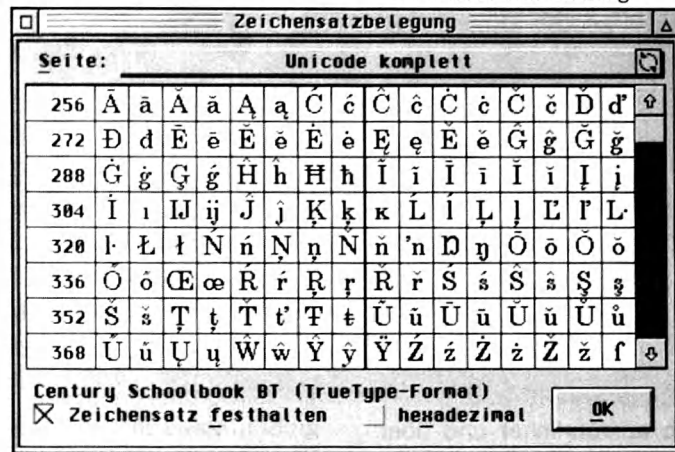 Zeichensatzbelegung
Seite: Unicode komplett
256 Ā ā Ă ă Ą ą Ć ć Ĉ ĉ Ċ ċ Č č Ď ď
272 Đ đ Ē ē Ĕ ĕ Ė ė Ę ę Ě ě Ĝ ĝ Ğ ğ
288 Ġ ġ Ģ ģ Ĥ ĥ Ħ ħ Ĩ ĩ Ī ī Ĭ ĭ Į į
304 İ ı IJ ij Ĵ ĵ Ķ ķ ĸ Ĺ ĺ Ļ ļ Ľ ľ Ŀ
320 ŀ Ł ł Ń ń Ņ ņ Ň ň ŉ Ŋ ŋ Ō ō Ŏ ŏ
336 Ő ő Œ œ Ŕ ŕ Ŗ ŗ Ř ř Ś ś Ŝ ŝ Ş ş
352 Š š Ţ ţ Ť ť Ŧ ŧ Ũ ũ Ū ū Ŭ ŭ Ů ů
368 Ű ű Ų ų Ŵ ŵ Ŷ ŷ Ÿ Ź ź Ż ż Ž ž ſ
Century Schoolbook BT (TrueType-Format)
Zeichensatz festhalten hexadezimal OK